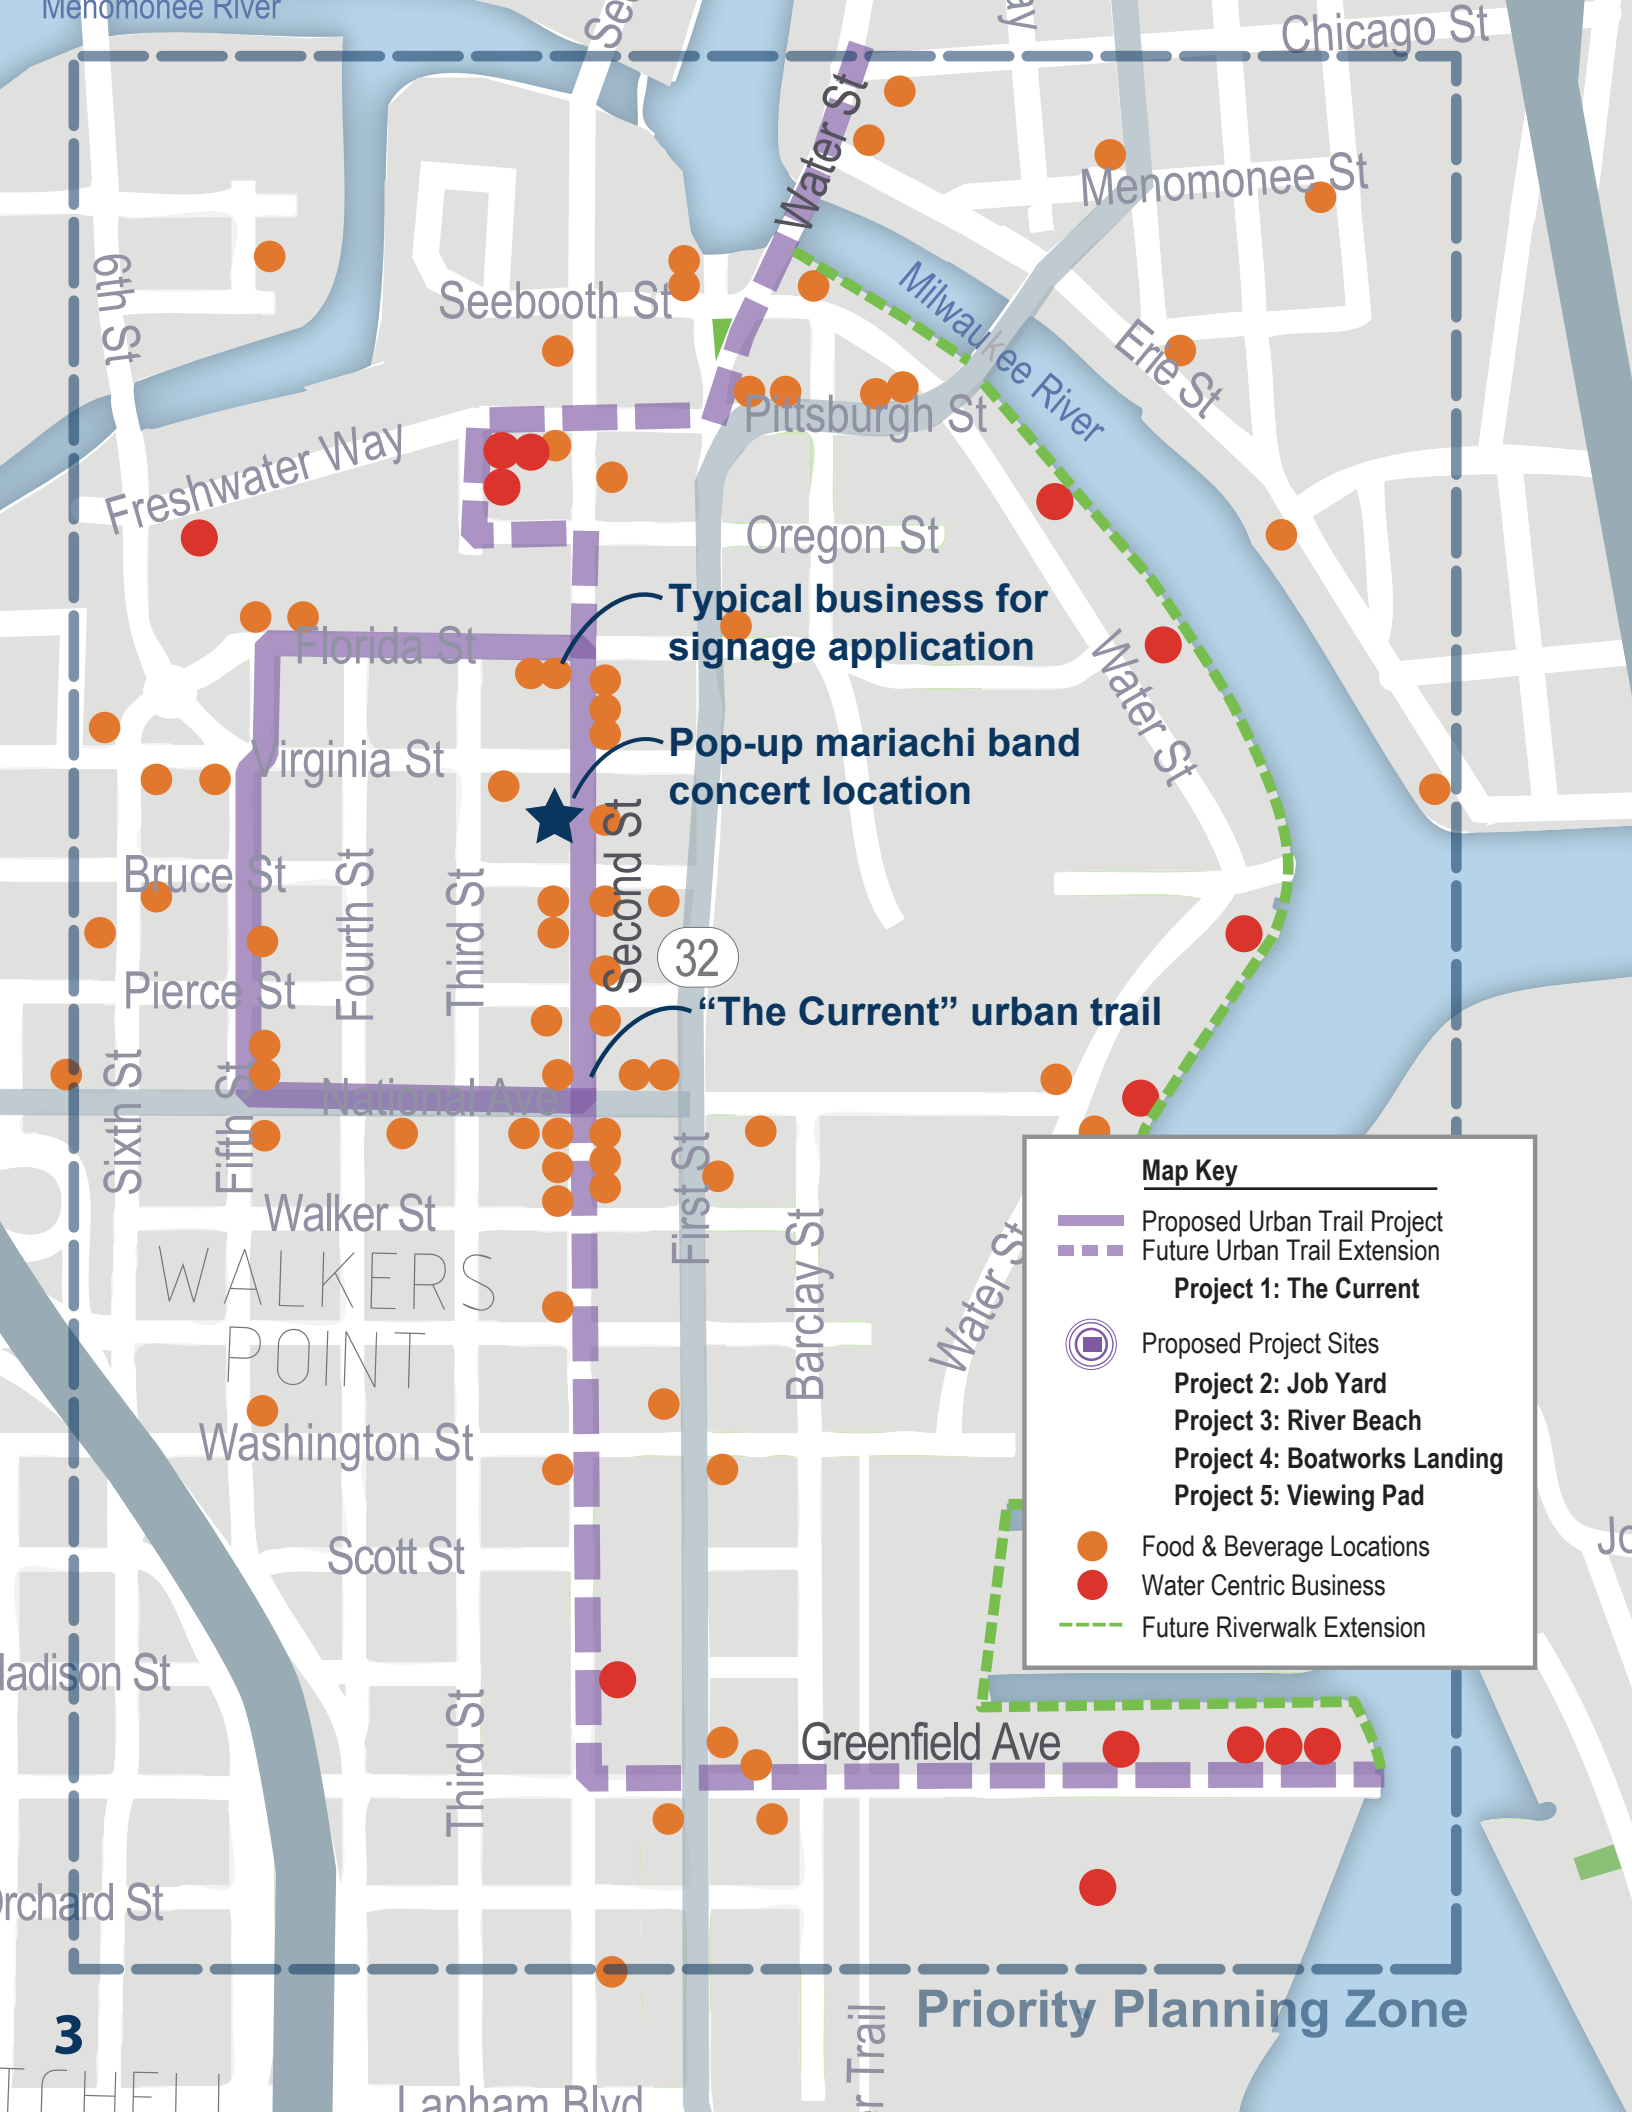 Menomonee River
Chicago St
Water St
Menomonee St
6th St
Seebooth St
Milwaukee River
Erie St
Pittsburgh St
Freshwater Way
Oregon St
Typical business for
signage application
Florida St
Water St
Pop-up mariachi band
concert location
Virginia St
Second St
Bruce St
Fourth St
Third St
32
Pierce St
"The Current" urban trail
Sixth St
Fifth St
National Ave
First St
Walker St
Barclay St
Water St
WALKERS
POINT
Washington St
Scott St
Map Key
Proposed Urban Trail Project
Future Urban Trail Extension
Project 1: The Current
Proposed Project Sites
Project 2: Job Yard
Project 3: River Beach
Project 4: Boatworks Landing
Project 5: Viewing Pad
Food & Beverage Locations
Water Centric Business
Future Riverwalk Extension
adison St
Third St
Greenfield Ave
rchard St
Priority Planning Zone
3
Trail
Lapham Blvd